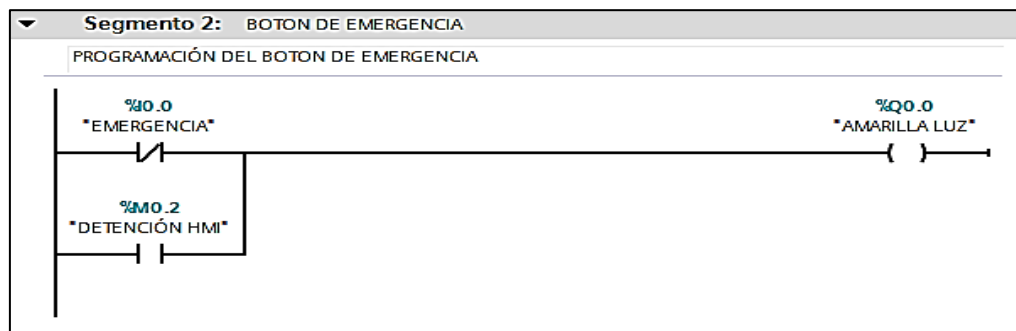 Segmento 2: BOTON DE EMERGENCIA
PROGRAMACIÓN DEL BOTON DE EMERGENCIA
%I0.0
"EMERGENCIA"
%Q0.0
"AMARILLA LUZ"
%M0.2
"DETENCIÓN HMI"